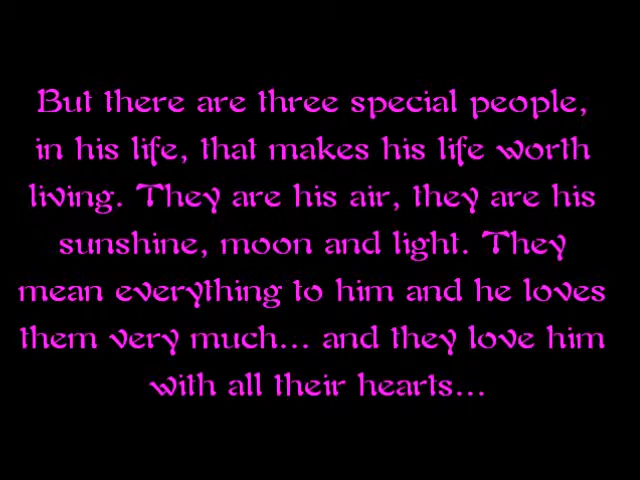 But there are three special people,
in his life, that makes his life worth
living. They are his air, they are his
sunshine, moon and light. They
mean everything to him and he loves
them very much... and they love him
with all their hearts...